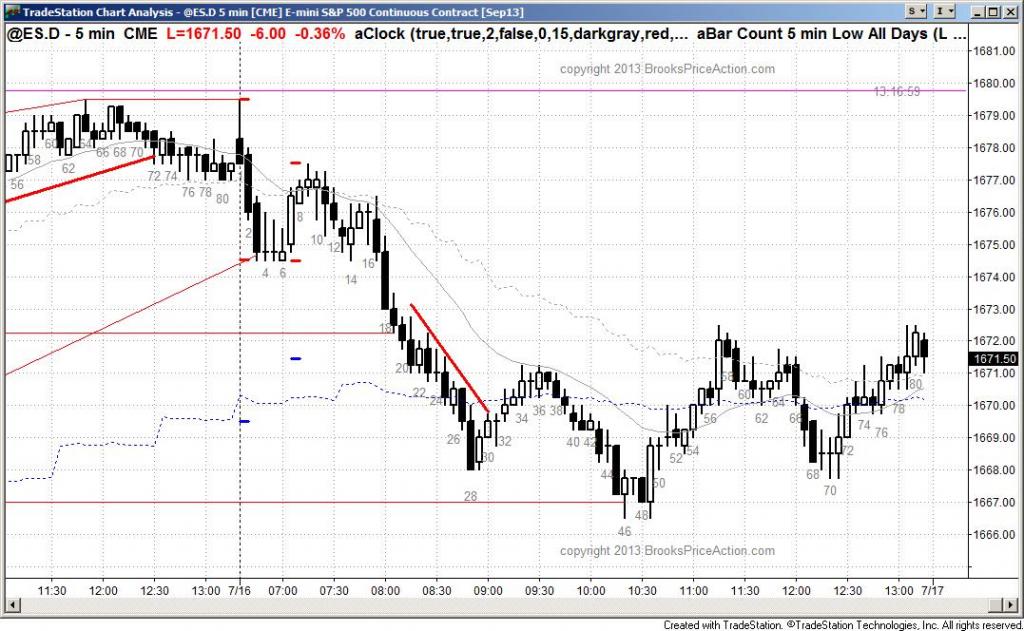 TradeStation Chart Analysis - @ES.D 5 min [CME] E-mini S&P 500 Continuous Contract [Sep13]
S
I
@ES.D - 5 min CME L=1671.50 -6.00 -0.36% aClock (true,true,2,false,0,15,darkgray,red,... aBar Count 5 min Low All Days (L ...
1681.00
copyright 2013 BrooksPriceAction.com
1680.00
13:16:59
1679.00
1678.00
1677.00
1676.00
1675.00
1674.00
1673.00
1672.00
1671.50
1671.00
1670.00
1669.00
1668.00
1667.00
1666.00
56 58 60 62 64 66 68 70 72 74 76 78 80
2 4 6 8 10 12 14 16 18 20 22 24 26 28 30 32 34 36 38 40 42 44 46 48 50 52 54 56 58 60 62 64 66 68 70 72 74 76 78 80
copyright 2013 BrooksPriceAction.com
11:30 12:00 12:30 13:00 7/16 07:00 07:30 08:00 08:30 09:00 09:30 10:00 10:30 11:00 11:30 12:00 12:30 13:00 7/17
Created with TradeStation. ©TradeStation Technologies, Inc. All rights reserved.